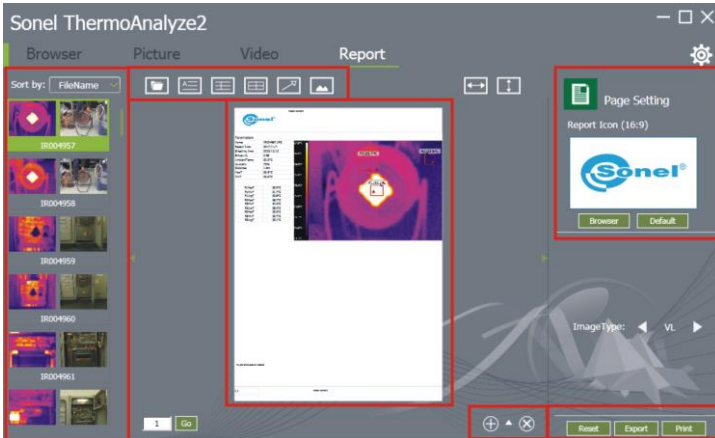 Sonel ThermoAnalyze2
Browser Picture Video Report
Sort by: FileName
Page Setting
Report Icon (16:9)
Sonel®
Browser Default
IR004957
IR004958
IR004959
IR004960
IR004961
Sonel
ImageType: VL
1 Go
Reset Export Print